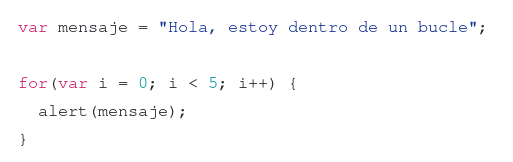 var mensaje = "Hola, estoy dentro de un bucle";
for(var i = 0; i < 5; i++) {
alert(mensaje);
}